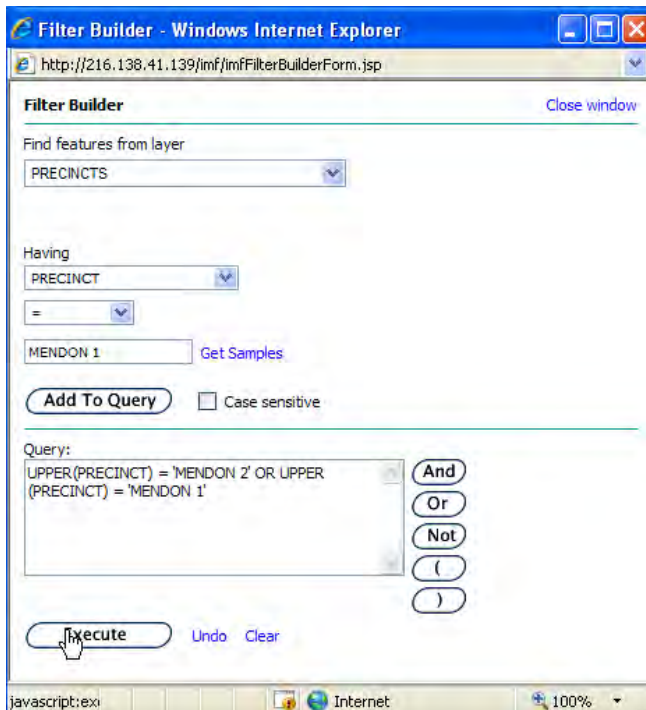 Filter Builder - Windows Internet Explorer
http://216.138.41.139/imf/imfFilterBuilderForm.jsp
Filter Builder Close window
Find features from layer
PRECINCTS
Having
PRECINCT
=
MENDON 1 Get Samples
Add To Query Case sensitive
Query:
UPPER(PRECINCT) = 'MENDON 2' OR UPPER
(PRECINCT) = 'MENDON 1'
And
Or
Not
(
)
Execute Undo Clear
javascript:ex Internet 100%